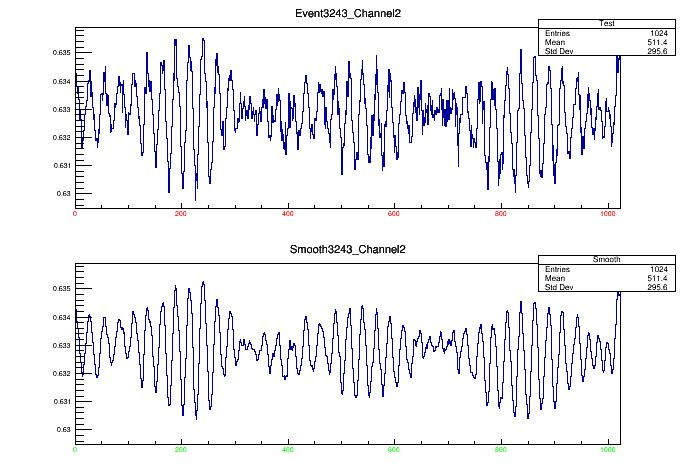 Event3243_Channel2
Test
Entries 1024
Mean 511.4
Std Dev 295.6
0.635
0.634
0.633
0.632
0.631
0.63
0 200 400 600 800 1000
Smooth3243_Channel2
Smooth
Entries 1024
Mean 511.4
Std Dev 295.6
0.635
0.634
0.633
0.632
0.631
0.63
0 200 400 600 800 1000